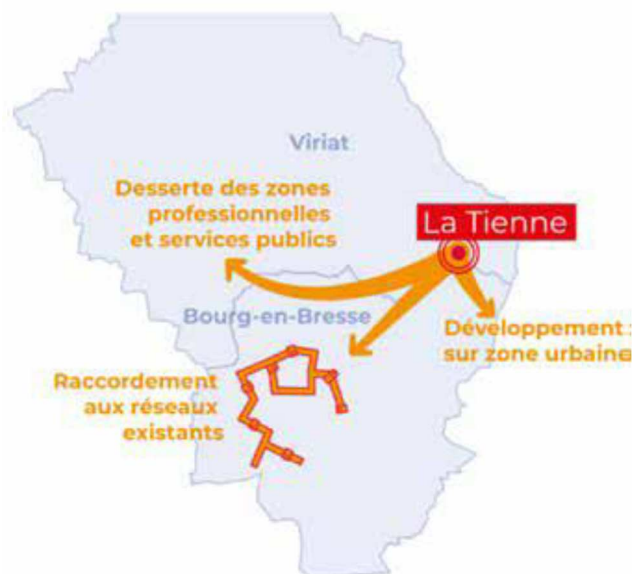 Viriat
Desserte des zones
professionnelles
et services publics
La Tienne
Bourg-en-Bresse
Développement :
sur zone urbaine
Raccordement
aux réseaux
existants